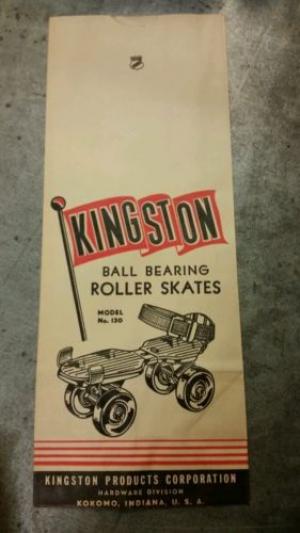 KINGSTON
BALL BEARING
ROLLER SKATES
MODEL
No. 130
KINGSTON PRODUCTS CORPORATION
HARDWARE DIVISION
KOKOMO, INDIANA, U. S. A.